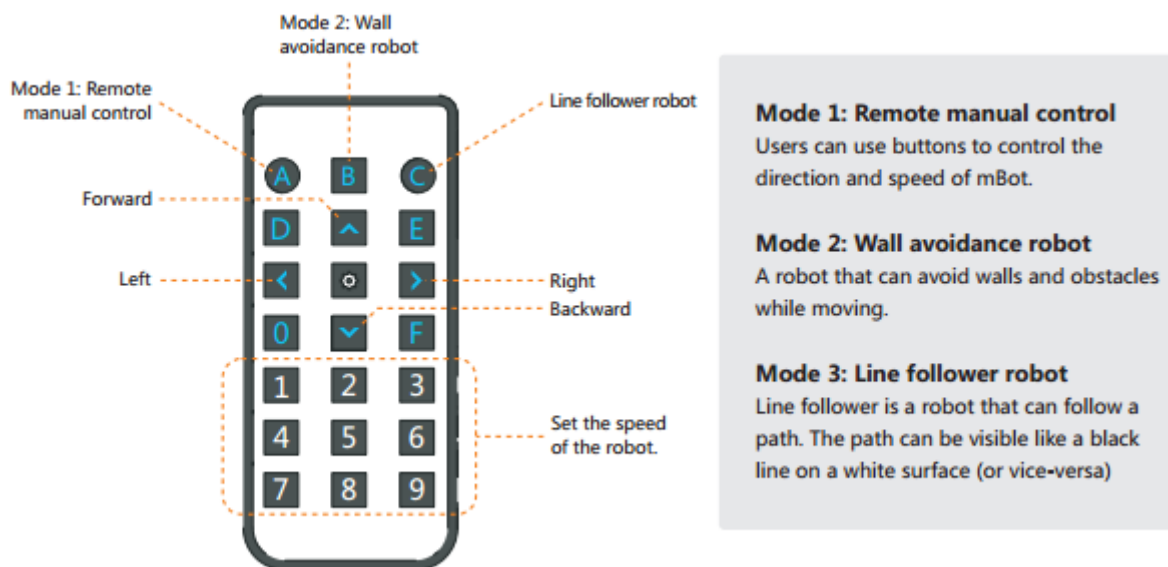 Mode 2: Wall
avoidance robot
Mode 1: Remote
manual control
Line follower robot
A B C
Forward
D E
Left
Right
Backward
0 F
1 2 3
4 5 6
7 8 9
Set the speed
of the robot.
Mode 1: Remote manual control
Users can use buttons to control the
direction and speed of mBot.
Mode 2: Wall avoidance robot
A robot that can avoid walls and obstacles
while moving.
Mode 3: Line follower robot
Line follower is a robot that can follow a
path. The path can be visible like a black
line on a white surface (or vice-versa)